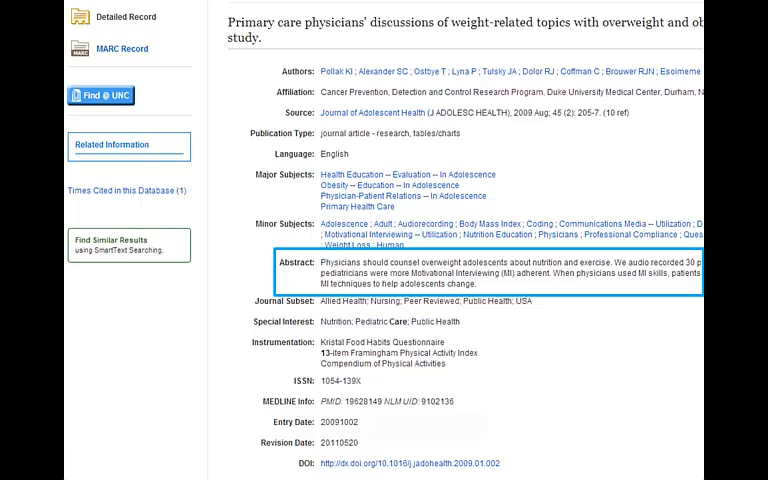 Detailed Record
MARC Record
Find @ UNC
Related Information
Times Cited in this Database (1)
Find Similar Results
using SmartText Searching.
Primary care physicians' discussions of weight-related topics with overweight and ob
study.
Authors: Pollak KI ; Alexander SC ; Ostbye T ; Lyna P ; Tulsky JA ; Dolor RJ ; Coffman C ; Brouwer RJN ; Esoimeme
Affiliation: Cancer Prevention, Detection and Control Research Program, Duke University Medical Center, Durham, N
Source: Journal of Adolescent Health (J ADOLESC HEALTH), 2009 Aug; 45 (2): 205-7. (10 ref)
Publication Type: journal article - research, tables/charts
Language: English
Major Subjects: Health Education -- Evaluation -- In Adolescence
Obesity -- Education -- In Adolescence
Physician-Patient Relations -- In Adolescence
Primary Health Care
Minor Subjects: Adolescence ; Adult ; Audiorecording ; Body Mass Index ; Coding ; Communications Media -- Utilization ; D
; Motivational Interviewing -- Utilization ; Nutrition Education ; Physicians ; Professional Compliance ; Ques
; Weight Loss ; Human
Abstract: Physicians should counsel overweight adolescents about nutrition and exercise. We audio recorded 30 p
pediatricians were more Motivational Interviewing (MI) adherent. When physicians used MI skills, patients
MI techniques to help adolescents change.
Journal Subset: Allied Health; Nursing; Peer Reviewed; Public Health; USA
Special Interest: Nutrition; Pediatric Care; Public Health
Instrumentation: Kristal Food Habits Questionnaire
13-item Framingham Physical Activity Index
Compendium of Physical Activities
ISSN: 1054-139X
MEDLINE Info: PMID: 19628149 NLM UID: 9102136
Entry Date: 20091002
Revision Date: 20110520
DOI: http://dx.doi.org/10.1016/j.jadohealth.2009.01.002